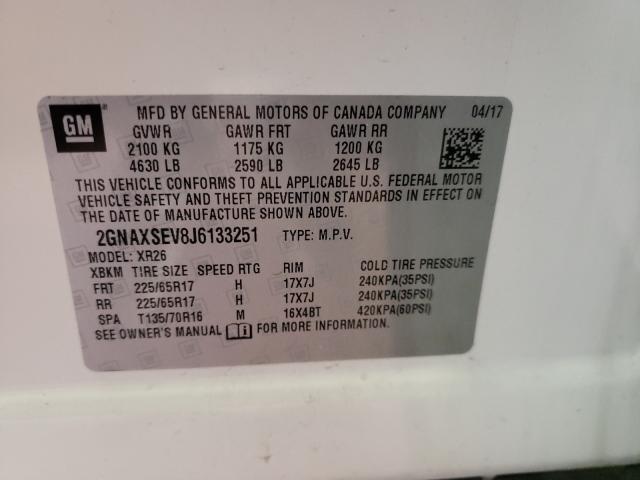 GM
MFD BY GENERAL MOTORS OF CANADA COMPANY 04/17
GVWR GAWR FRT GAWR RR
2100 KG 1175 KG 1200 KG
4630 LB 2590 LB 2645 LB
THIS VEHICLE CONFORMS TO ALL APPLICABLE U.S. FEDERAL MOTOR
VEHICLE SAFETY AND THEFT PREVENTION STANDARDS IN EFFECT ON
THE DATE OF MANUFACTURE SHOWN ABOVE.
2GNAXSEV8J6133251 TYPE: M.P.V.
MODEL: XR26
XBKM TIRE SIZE SPEED RTG RIM COLD TIRE PRESSURE
FRT 225/65R17 H 17X7J 240KPA(35PSI)
RR 225/65R17 H 17X7J 240KPA(35PSI)
SPA T135/70R16 M 16X4BT 420KPA(60PSI)
SEE OWNER'S MANUAL FOR MORE INFORMATION